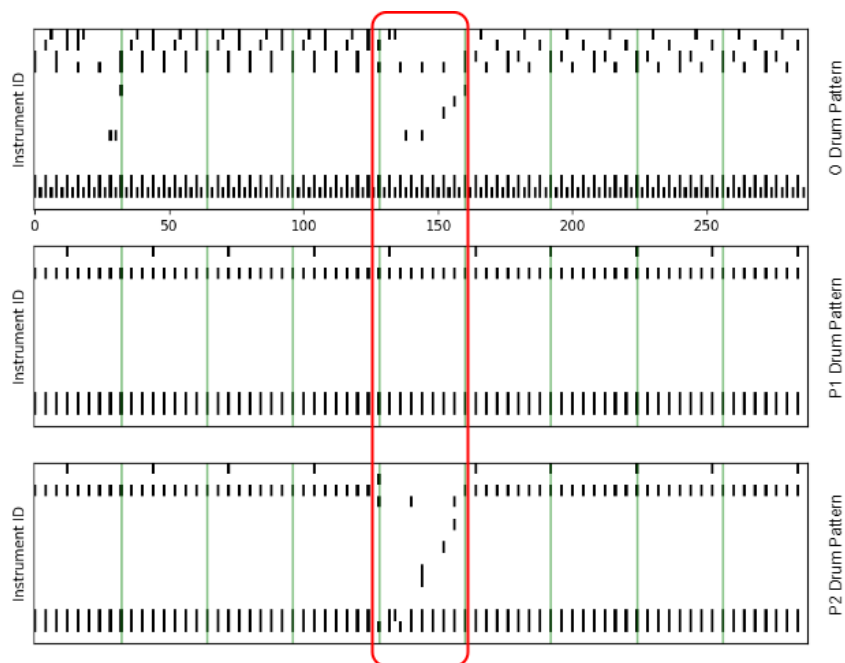 Instrument ID
O Drum Pattern
0 50 100 150 200 250
Instrument ID
P1 Drum Pattern
Instrument ID
P2 Drum Pattern